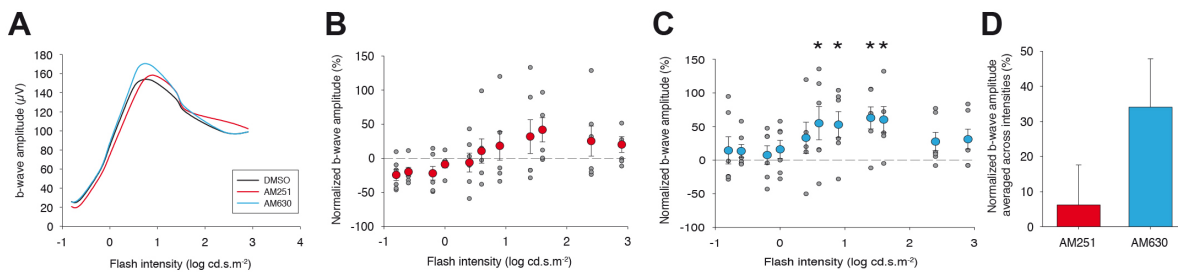 A
b-wave amplitude (µV)
180
160
140
120
100
80
60
40
20
0
-1
0
1
2
3
4
Flash intensity (log cd.s.m-2)
DMSO
AM251
AM630
B
Normalized b-wave amplitude (%)
150
100
50
0
-50
-100
-1
0
1
2
3
Flash intensity (log cd.s.m-2)
C
Normalized b-wave amplitude (%)
150
100
50
0
-50
-100
* * * *
-1
0
1
2
3
Flash intensity (log cd.s.m-2)
D
Normalized b-wave amplitude
averaged across intensities (%)
50
40
30
20
10
0
AM251
AM630